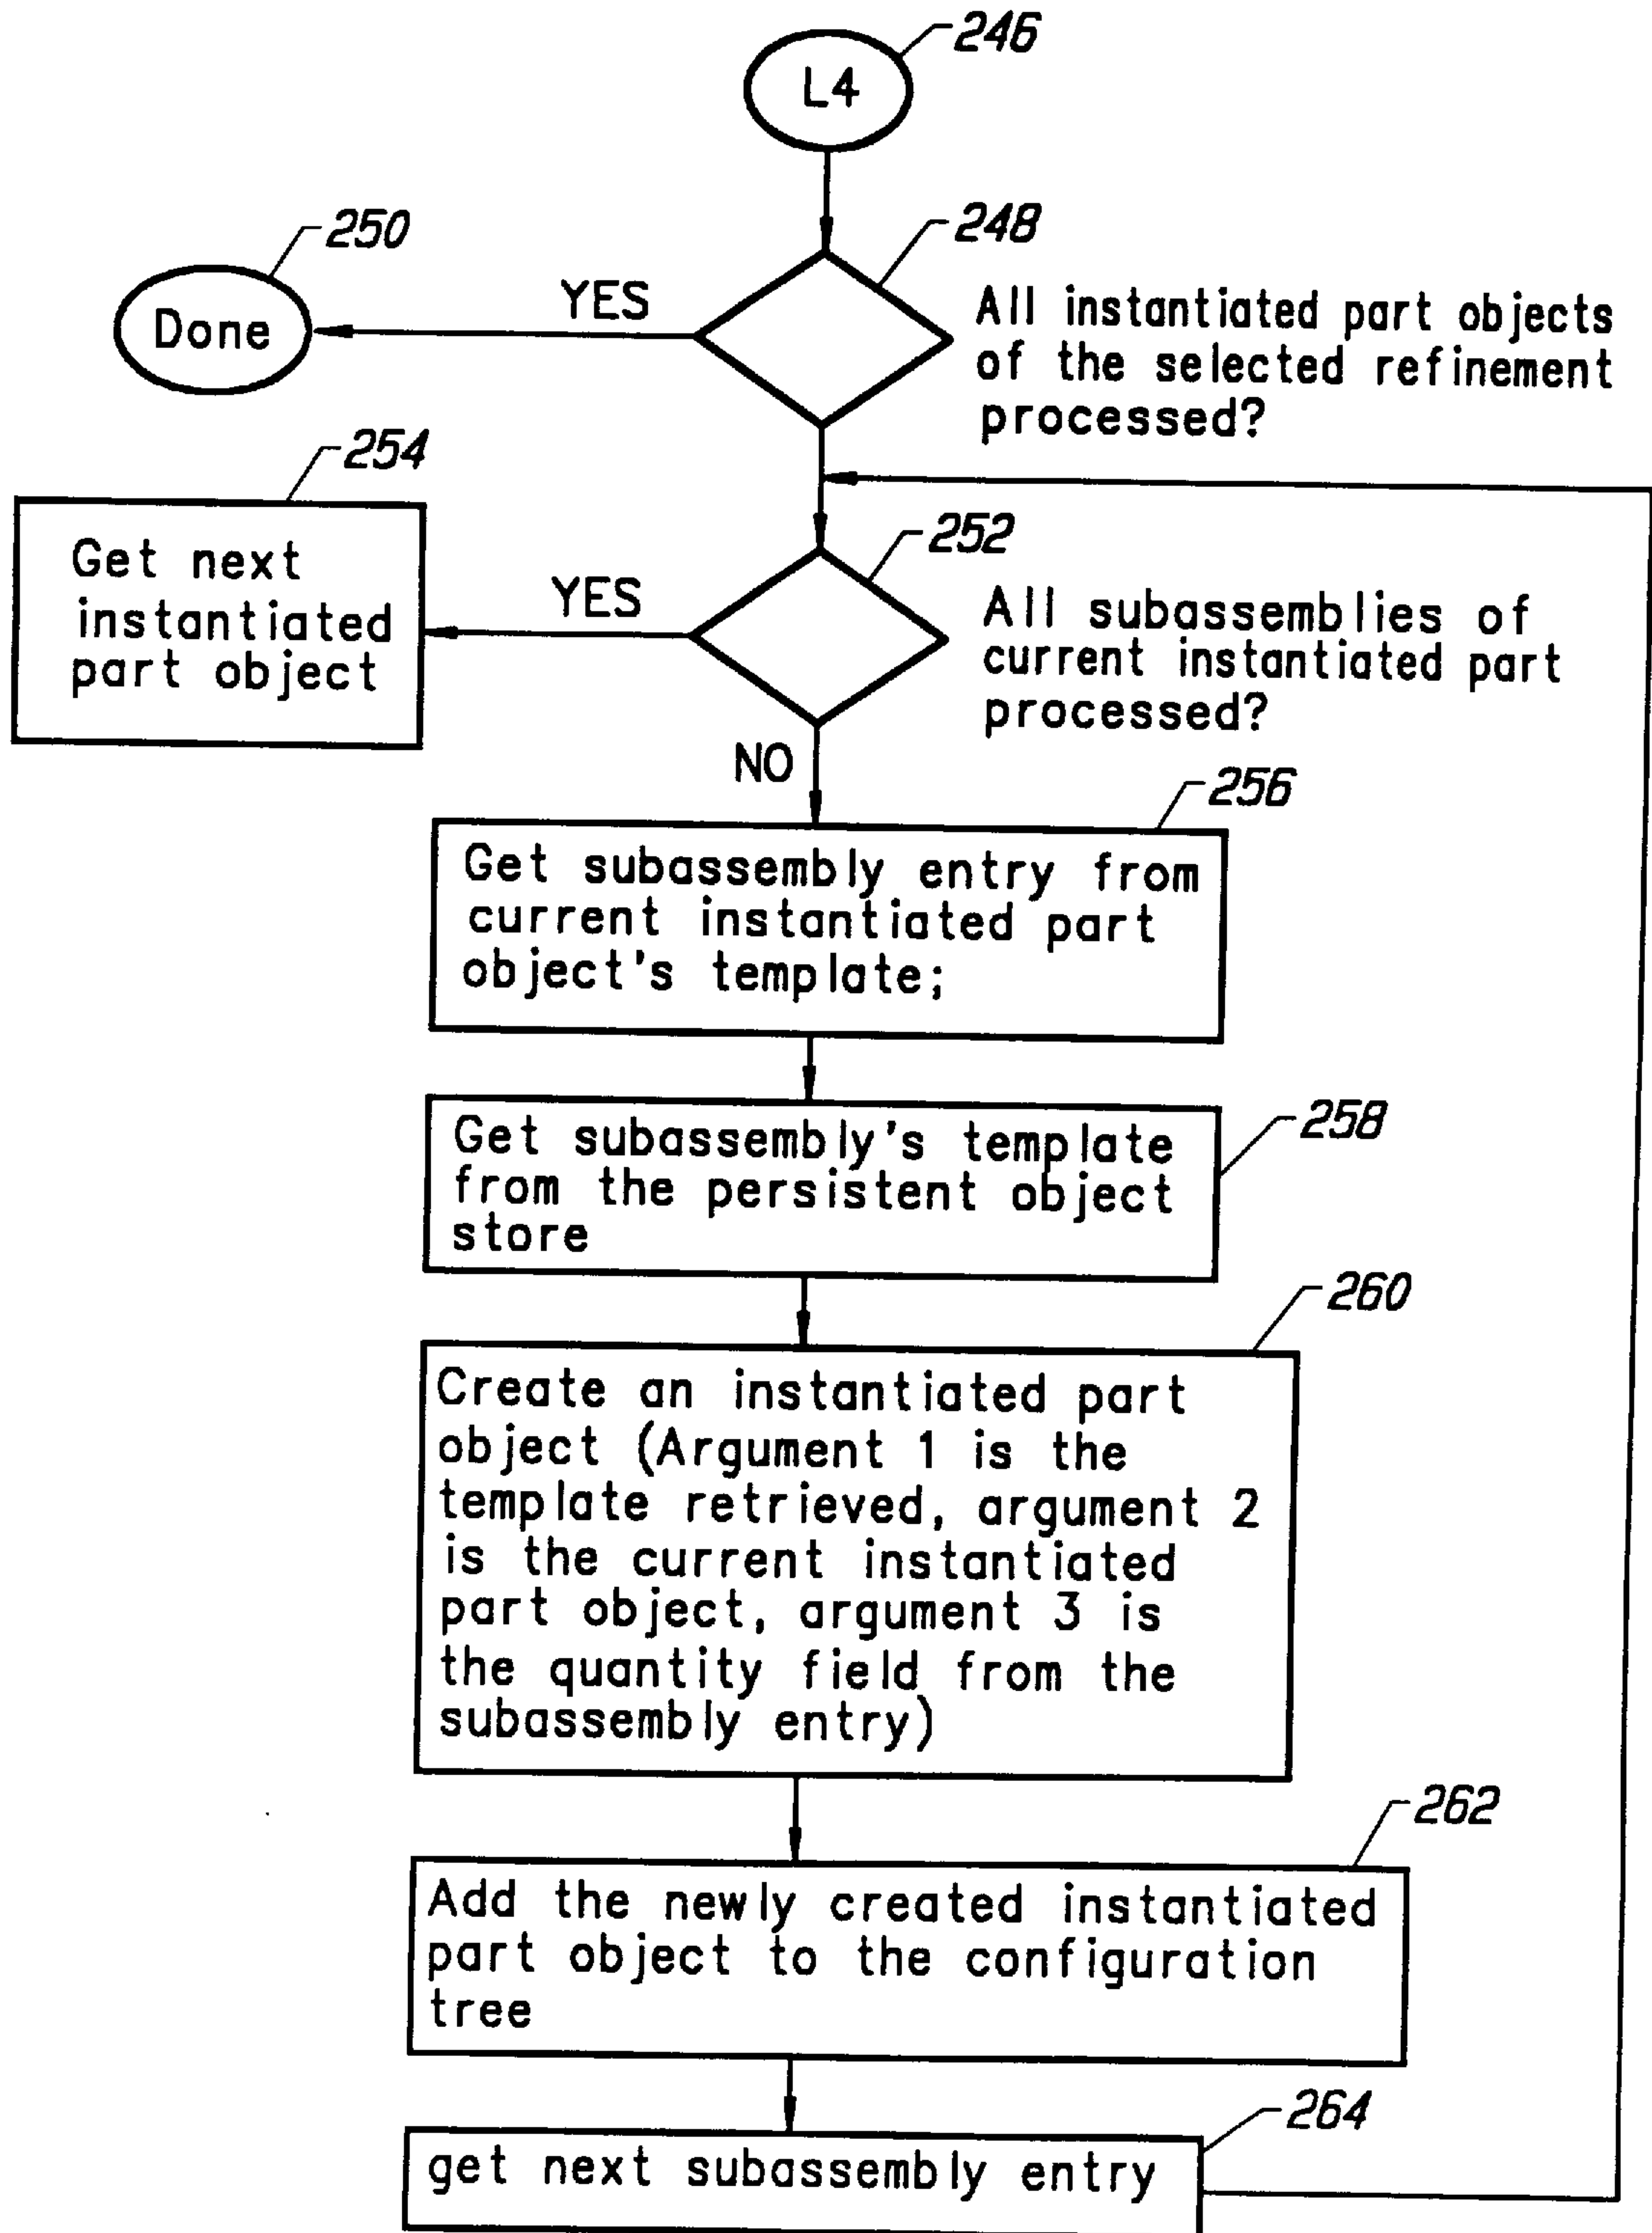 246
L4
248
250
YES
Done
All instantiated part objects
of the selected refinement
processed?
254
252
Get next
instantiated
part object
YES
All subassemblies of
current instantiated part
processed?
NO
256
Get subassembly entry from
current instantiated part
object's template;
258
Get subassembly's template
from the persistent object
store
260
Create an instantiated part
object (Argument 1 is the
template retrieved, argument 2
is the current instantiated
part object, argument 3 is
the quantity field from the
subassembly entry)
262
Add the newly created instantiated
part object to the configuration
tree
264
get next subassembly entry